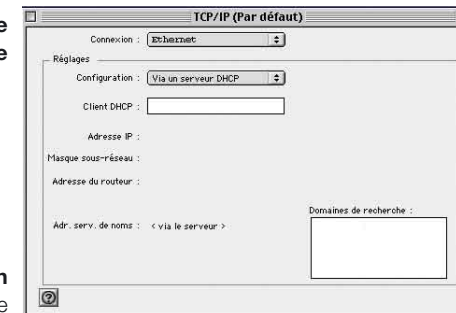 TCP/IP (Par défaut)
e
Connexion : Ethernet
e
Réglages
Configuration : Via un serveur DHCP
Client DHCP :
Adresse IP :
Masque sous-réseau :
Adresse du routeur :
Domaines de recherche :
Adr. serv. de noms : < via le serveur >
n
e
?